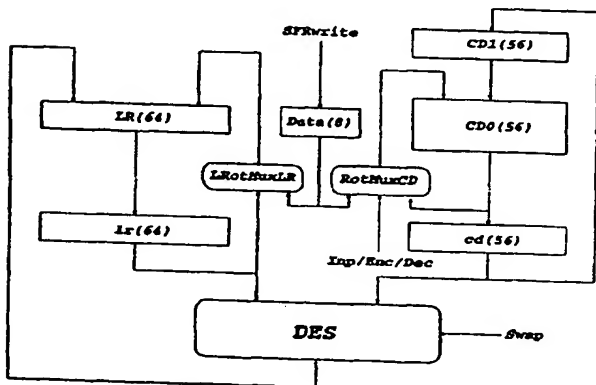 SFRwrite
CD1(56)
LR(64)
Data(8)
CD0(56)
LRotMuxLR
RotMuxCD
lr(64)
cd(56)
Inp/Enc/Dec
DES
Swap